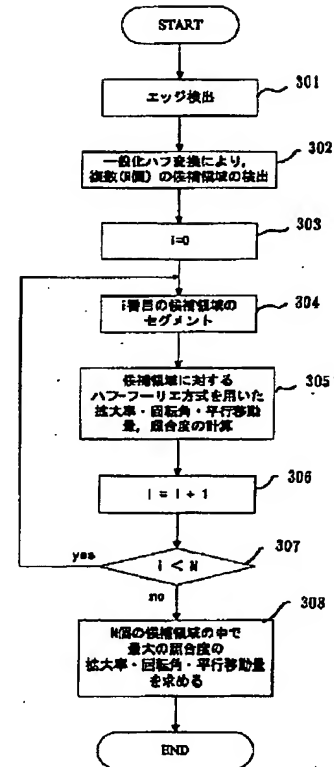 START
エッジ検出
301
一般化ハフ変換により,
複数(N個)の候補領域の検出
302
i=0
303
i番目の候補領域の
セグメント
304
候補領域に対する
ハフ-フーリエ方式を用いた
拡大率・回転角・平行移動
量,照合度の計算
305
i = i + 1
306
yes
i < N
307
no
N個の候補領域の中で
最大の照合度の
拡大率・回転角・平行移動量
を求める
308
END